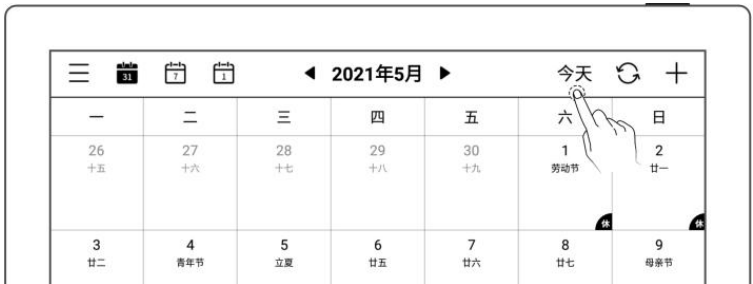 31 7 1 2021年5月 今天
一 二 三 四 五 六 日
26 27 28 29 30 1 2
十五 十六 十七 十八 十九 劳动节 廿一
休 休
3 4 5 6 7 8 9
廿二 青年节 立夏 廿五 廿六 廿七 母亲节